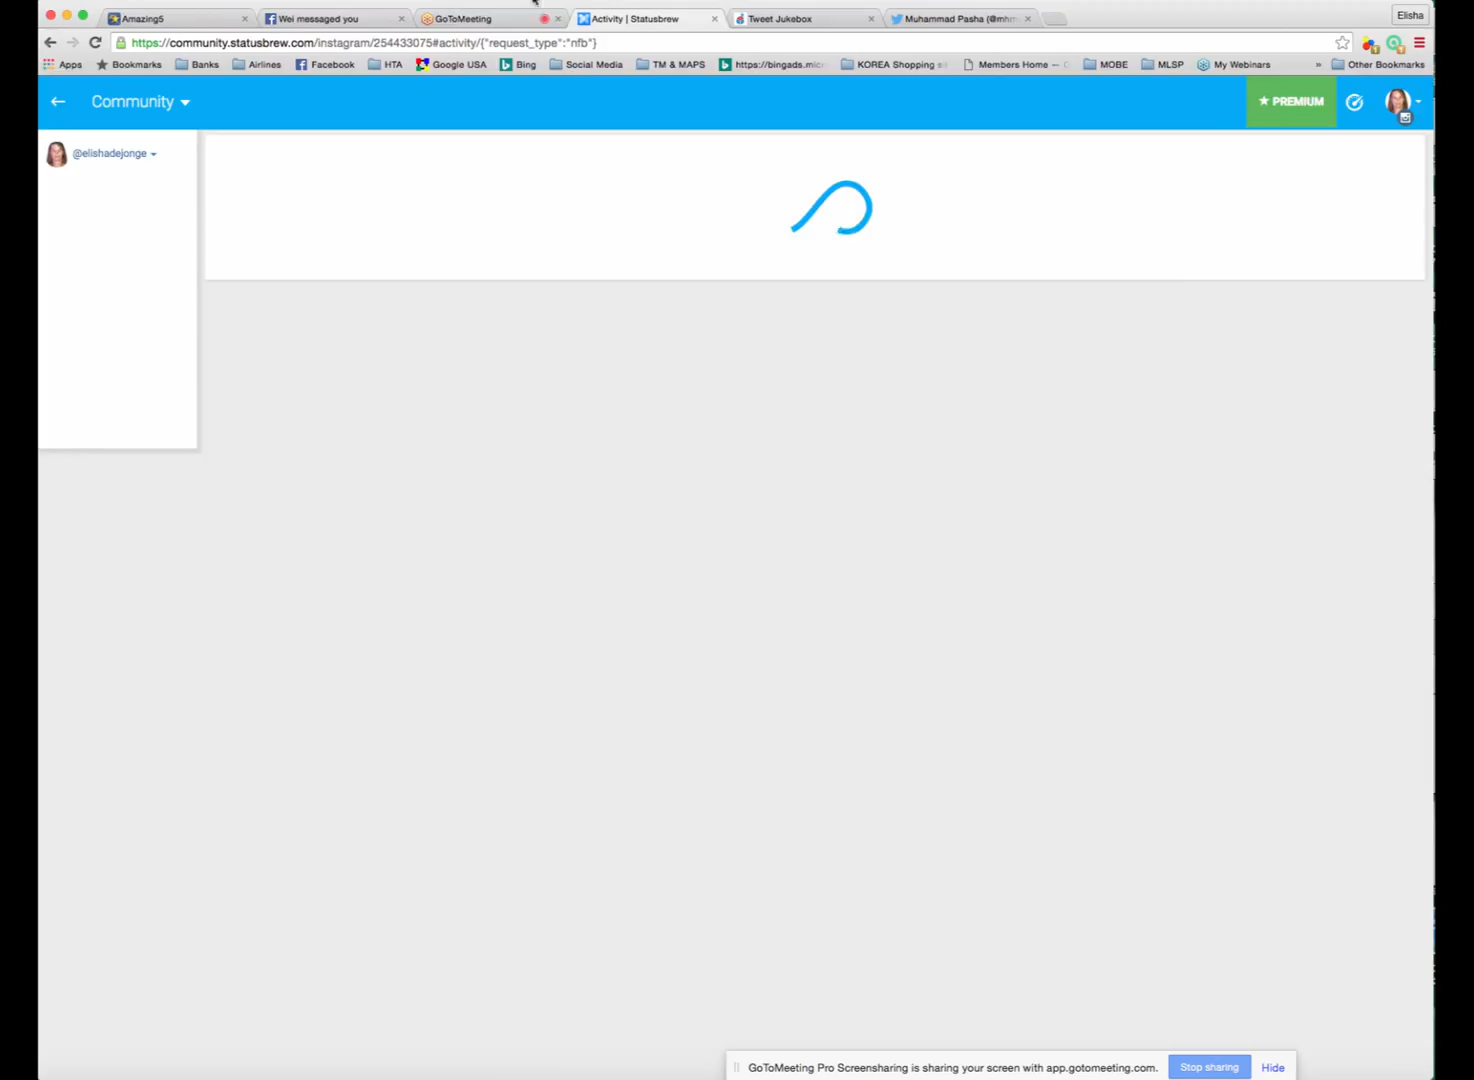 Amazing5
Wei messaged you
GoToMeeting
Activity | Statusbrew
Tweet Jukebox
Muhammad Pasha (@mhm
Elisha
https://community.statusbrew.com/instagram/254433075#activity/{"request_type":"nfb"}
Apps
Bookmarks
Banks
Airlines
Facebook
HTA
Google USA
Bing
Social Media
TM & MAPS
https://bingads.mic
KOREA Shopping si
Members Home –
MOBE
MLSP
My Webinars
»
Other Bookmarks
Community
PREMIUM
@elishadejonge
GoToMeeting Pro Screensharing is sharing your screen with app.gotomeeting.com.
Stop sharing
Hide